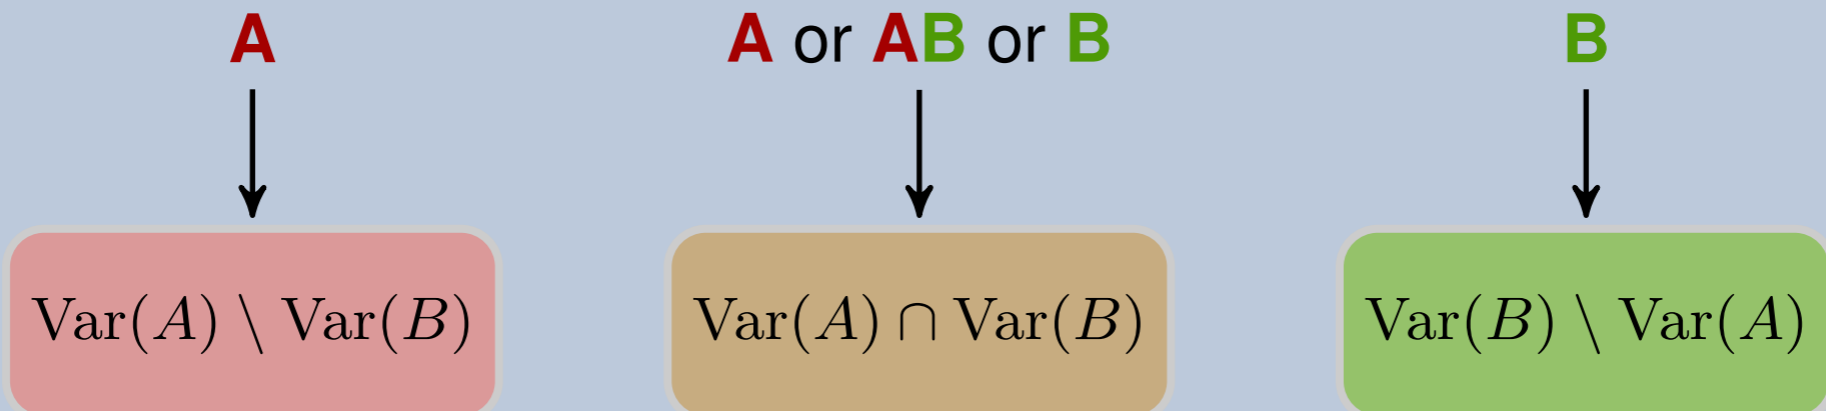 A A or AB or B B
Var(A) \ Var(B) Var(A) ∩ Var(B) Var(B) \ Var(A)